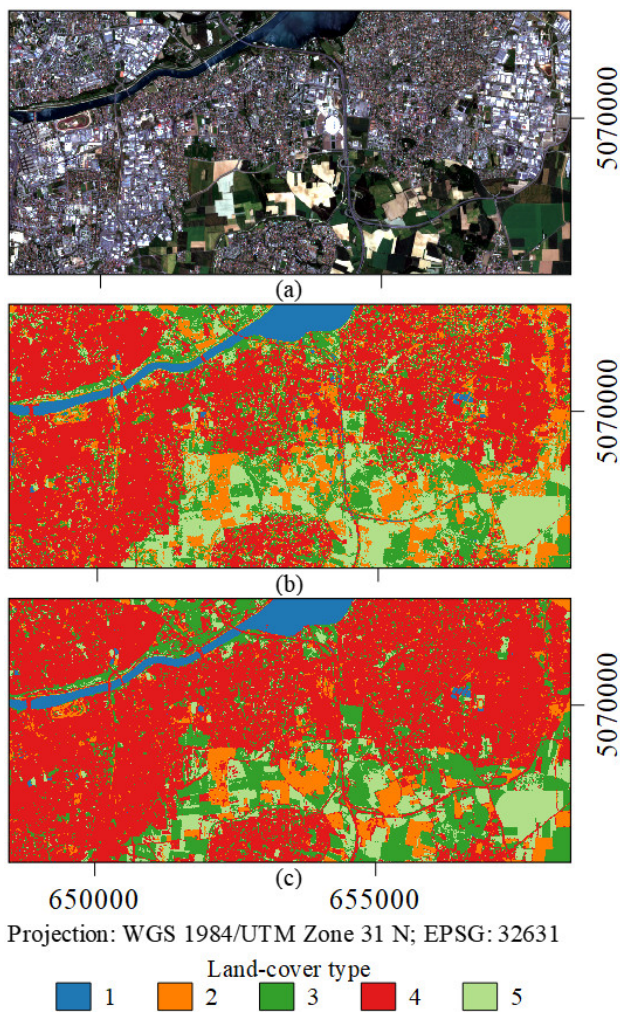 5070000
(a)
5070000
(b)
5070000
(c)
650000 655000
Projection: WGS 1984/UTM Zone 31 N; EPSG: 32631
Land-cover type
1 2 3 4 5